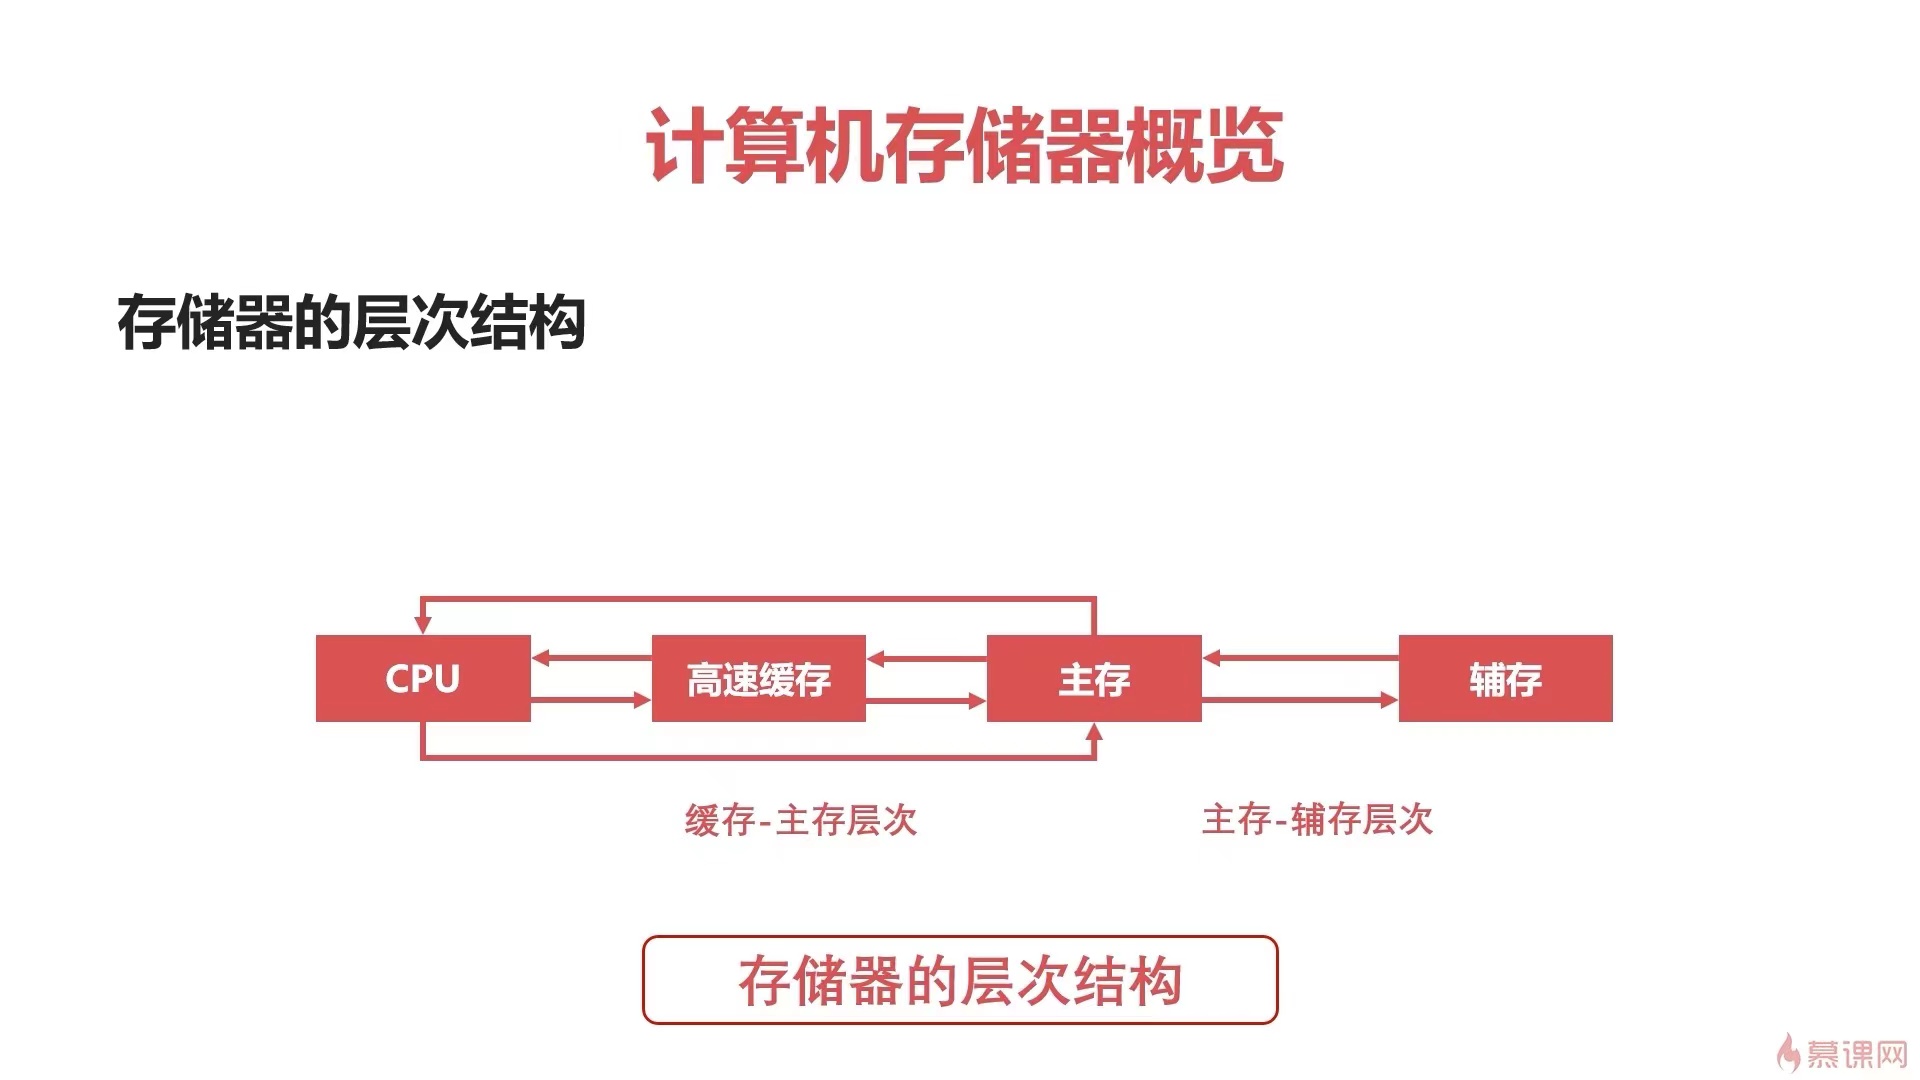 计算机存储器概览
存储器的层次结构
CPU
高速缓存
主存
辅存
缓存-主存层次
主存-辅存层次
存储器的层次结构
慕课网